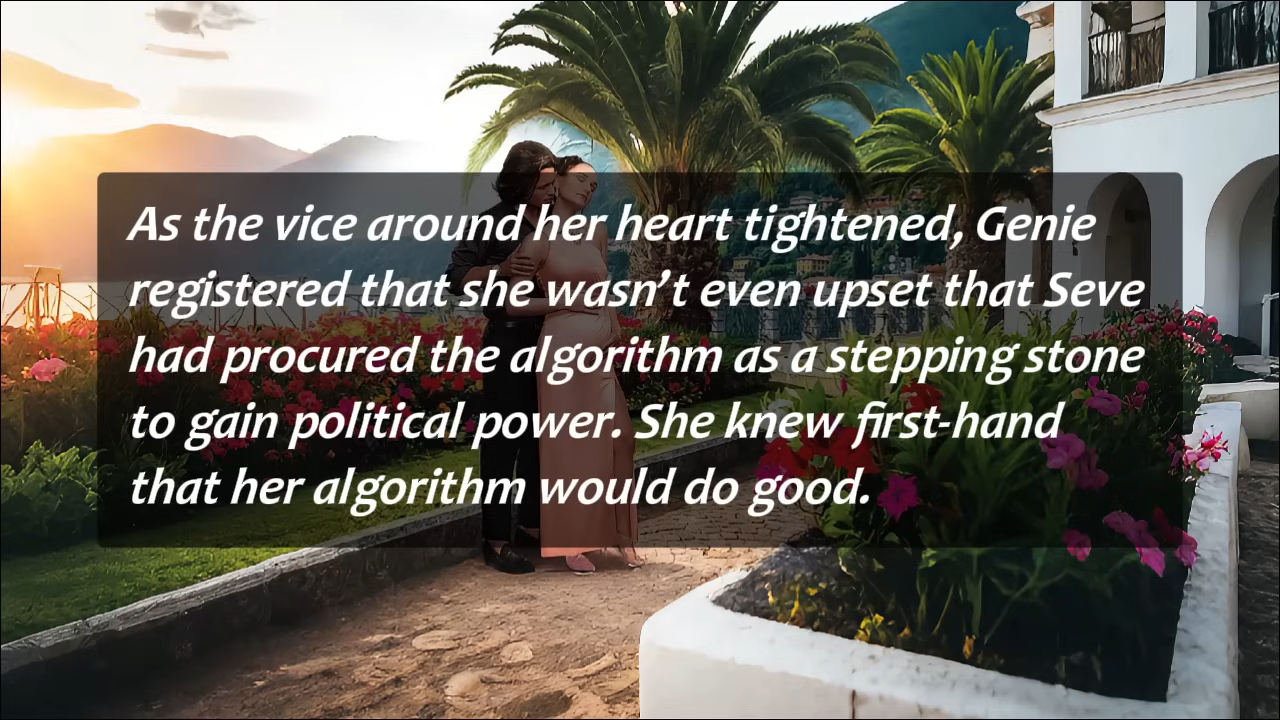 As the vice around her heart tightened, Genie
registered that she wasn’t even upset that Seve
had procured the algorithm as a stepping stone
to gain political power. She knew first-hand
that her algorithm would do good.